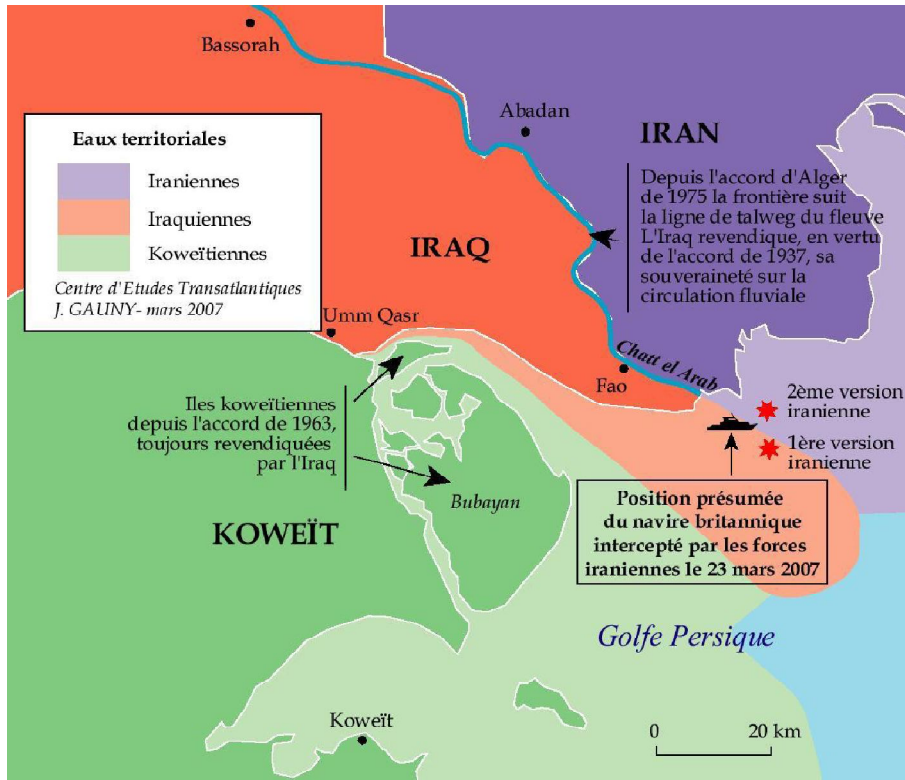 Bassorah
Abadan
IRAN
Eaux territoriales
Iraniennes
Iraquiennes
Koweïtiennes
Centre d'Etudes Transatlantiques
J. GAUNY- mars 2007
Depuis l'accord d'Alger
de 1975 la frontière suit
la ligne de talweg du fleuve
L'Iraq revendique, en vertu
de l'accord de 1937, sa
souveraineté sur la
circulation fluviale
IRAQ
Umm Qasr
Chatt el Arab
Fao
Iles koweïtiennes
depuis l'accord de 1963,
toujours revendiquées
par l'Iraq
2ème version
iranienne
1ère version
iranienne
Bubayan
Position présumée
du navire britannique
intercepté par les forces
iraniennes le 23 mars 2007
KOWEÏT
Golfe Persique
Koweït
0 20 km